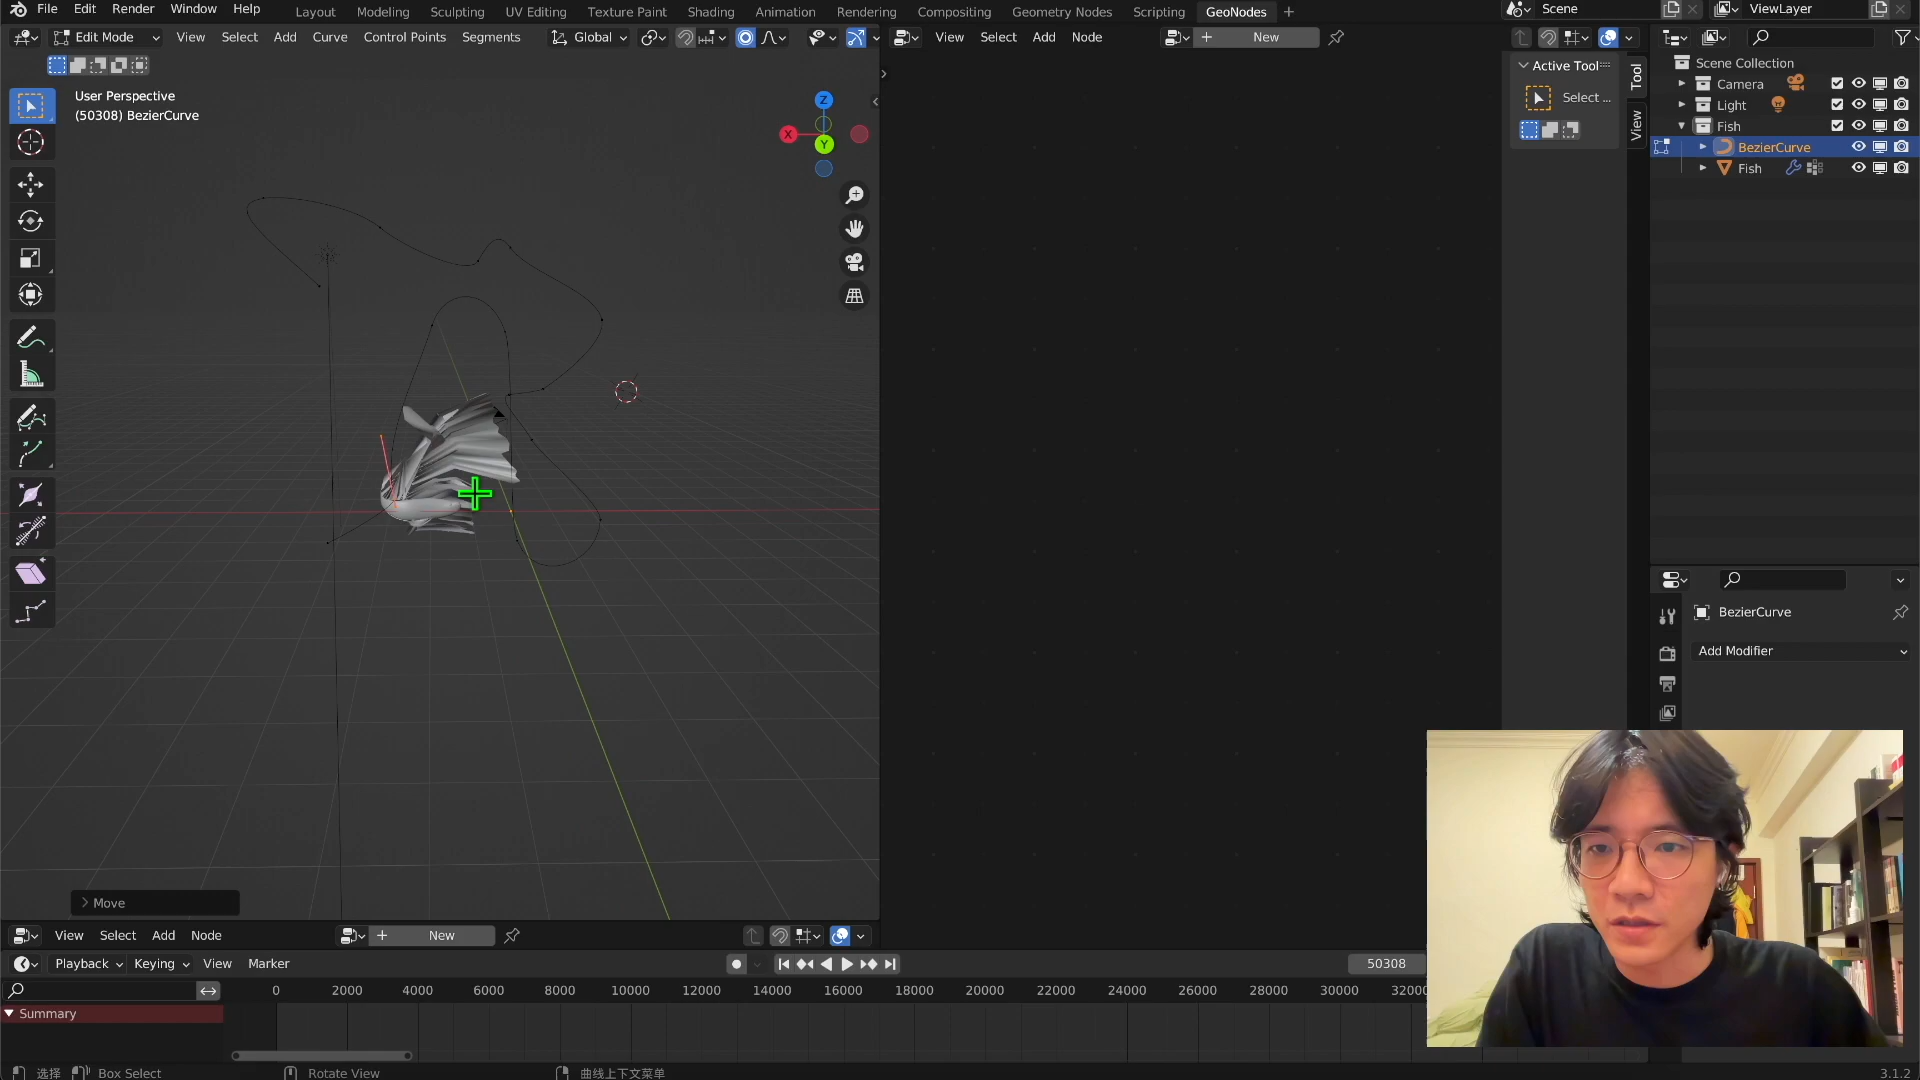 File Edit Render Window Help Layout Modeling Sculpting UV Editing Texture Paint Shading Animation Rendering Compositing Geometry Nodes Scripting GeoNodes + Scene ViewLayer
Edit Mode View Select Add Curve Control Points Segments Global View Select Add Node + New
User Perspective
(50308) BezierCurve
Z
X
Y
Active Tool
Select ...
Tool
View
Scene Collection
Camera
Light
Fish
BezierCurve
Fish
BezierCurve
Add Modifier
Move
View Select Add Node + New
Playback Keying View Marker 50308
0 2000 4000 6000 8000 10000 12000 14000 16000 18000 20000 22000 24000 26000 28000 30000 32000
Summary
选择 Box Select Rotate View 曲线上下文菜单 3.1.2